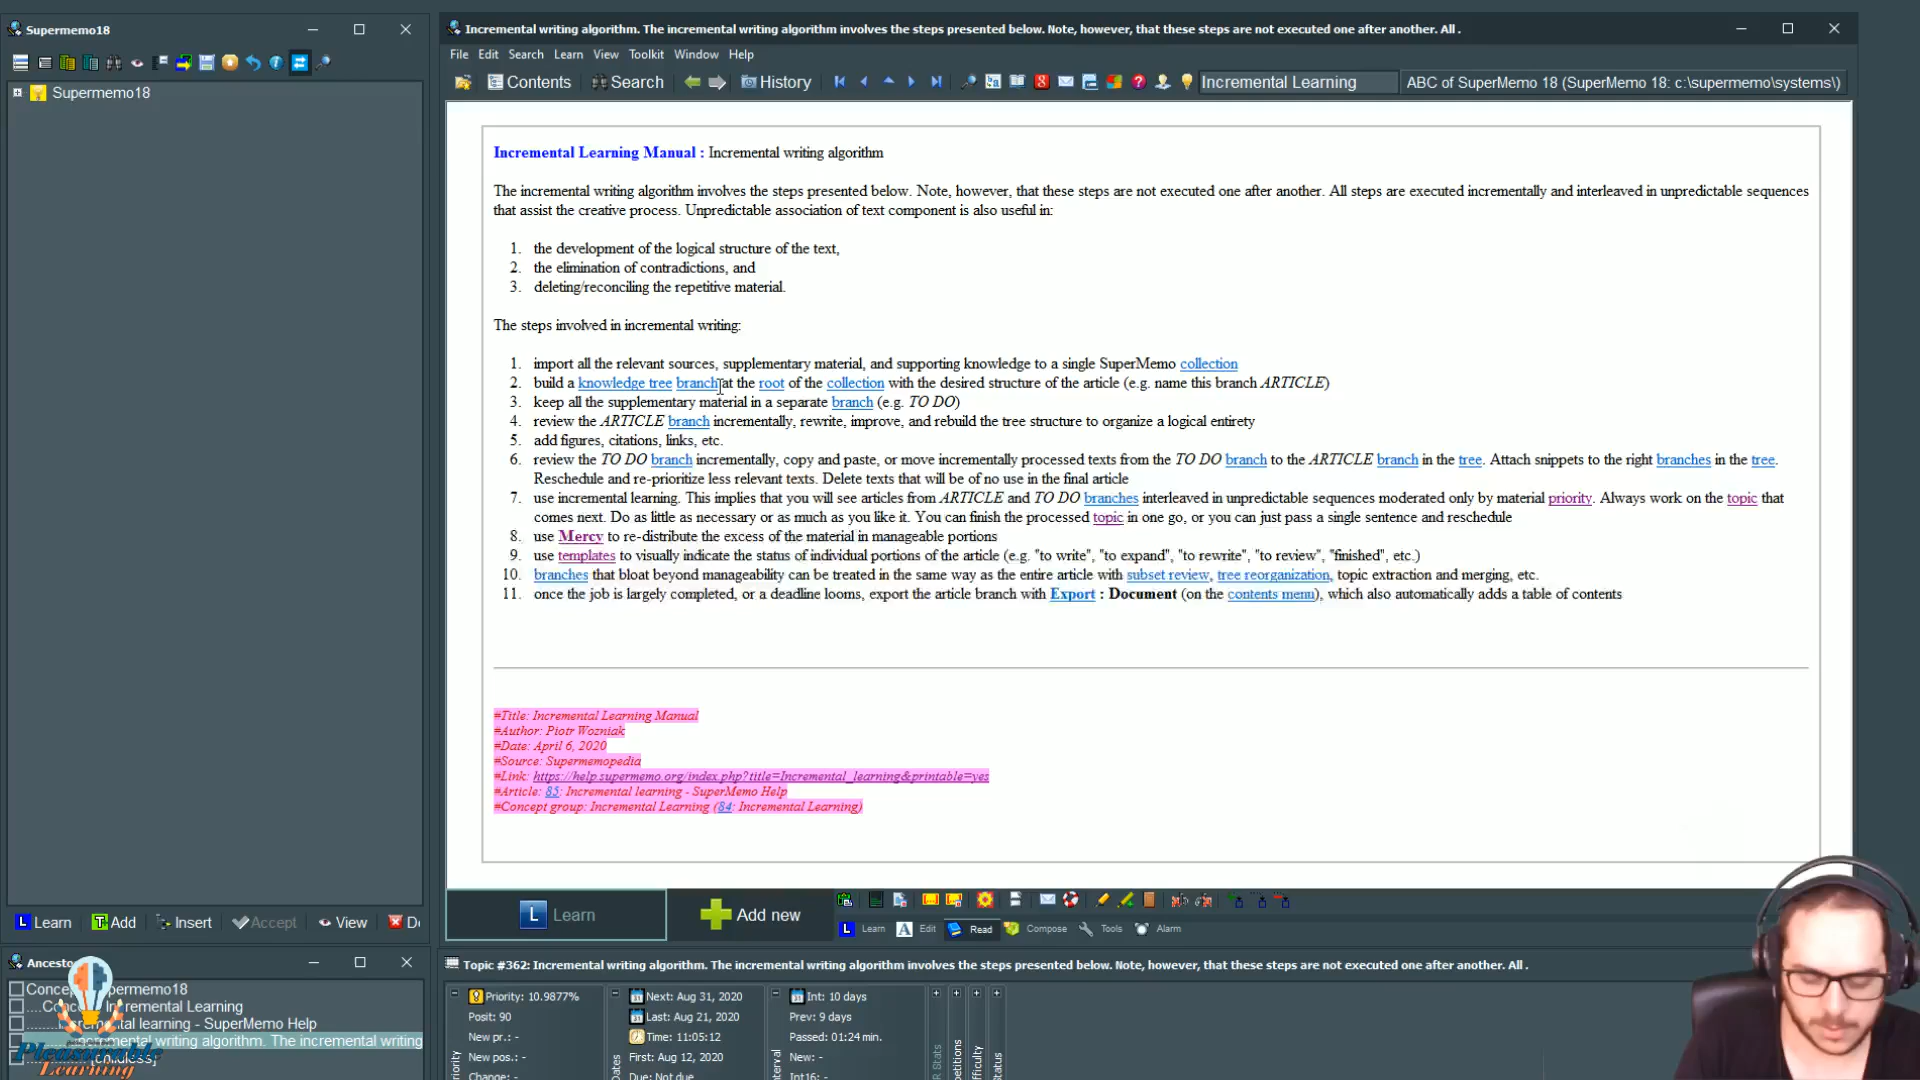 Supermemo18
Supermemo18
Learn Add Insert Accept View
Ancesto
Supermemo18
Incremental Learning
tal learning - SuperMemo Help
emental writing algorithm. The incremental writing
[childless]
Pleasurable
Learning
Incremental writing algorithm. The incremental writing algorithm involves the steps presented below. Note, however, that these steps are not executed one after another. All .
File Edit Search Learn View Toolkit Window Help
Contents Search History Incremental Learning ABC of SuperMemo 18 (SuperMemo 18: c:\supermemo\systems\)
Incremental Learning Manual : Incremental writing algorithm
The incremental writing algorithm involves the steps presented below. Note, however, that these steps are not executed one after another. All steps are executed incrementally and interleaved in unpredictable sequences
that assist the creative process. Unpredictable association of text component is also useful in:
1. the development of the logical structure of the text,
2. the elimination of contradictions, and
3. deleting/reconciling the repetitive material.
The steps involved in incremental writing:
1. import all the relevant sources, supplementary material, and supporting knowledge to a single SuperMemo collection
2. build a knowledge tree branch at the root of the collection with the desired structure of the article (e.g. name this branch ARTICLE)
3. keep all the supplementary material in a separate branch (e.g. TO DO)
4. review the ARTICLE branch incrementally, rewrite, improve, and rebuild the tree structure to organize a logical entirety
5. add figures, citations, links, etc.
6. review the TO DO branch incrementally, copy and paste, or move incrementally processed texts from the TO DO branch to the ARTICLE branch in the tree. Attach snippets to the right branches in the tree.
Reschedule and re-prioritize less relevant texts. Delete texts that will be of no use in the final article
7. use incremental learning. This implies that you will see articles from ARTICLE and TO DO branches interleaved in unpredictable sequences moderated only by material priority. Always work on the topic that
comes next. Do as little as necessary or as much as you like it. You can finish the processed topic in one go, or you can just pass a single sentence and reschedule
8. use Mercy to re-distribute the excess of the material in manageable portions
9. use templates to visually indicate the status of individual portions of the article (e.g. "to write", "to expand", "to rewrite", "to review", "finished", etc.)
10. branches that bloat beyond manageability can be treated in the same way as the entire article with subset review, tree reorganization, topic extraction and merging, etc.
11. once the job is largely completed, or a deadline looms, export the article branch with Export : Document (on the contents menu), which also automatically adds a table of contents
#Title: Incremental Learning Manual
#Author: Piotr Wozniak
#Date: April 6, 2020
#Source: Supermemopedia
#Link: https://help.supermemo.org/index.php?title=Incremental_learning&printable=yes
#Article: 85: Incremental learning - SuperMemo Help
#Concept group: Incremental Learning (84: Incremental Learning)
L Learn Add new
Learn Edit Read Compose Tools Alarm
Topic #362: Incremental writing algorithm. The incremental writing algorithm involves the steps presented below. Note, however, that these steps are not executed one after another. All .
Priority: 10.9877% Next: Aug 31, 2020 Int: 10 days
Posit: 90 Last: Aug 21, 2020 Prev: 9 days
New pr.: - Time: 11:05:12 Passed: 01:24 min.
New pos.: - First: Aug 12, 2020 New: -
Change: - Due: Not due Int16: -
Dates
Status